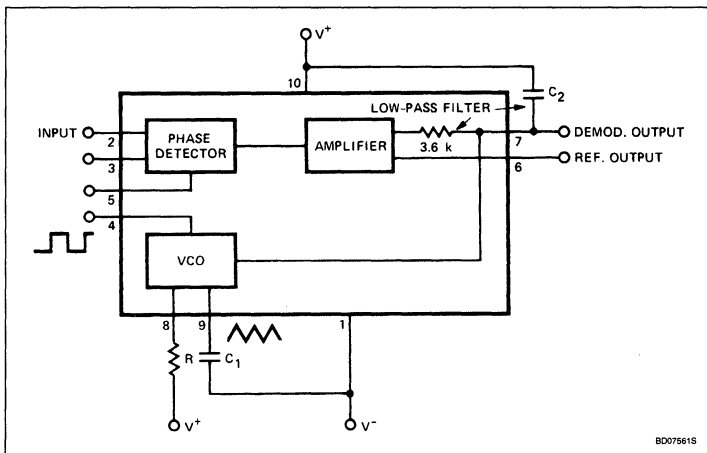 V+
10
C2
LOW-PASS FILTER
INPUT
2
PHASE
DETECTOR
AMPLIFIER
3.6 k
7
DEMOD. OUTPUT
3
6
REF. OUTPUT
5
4
VCO
8
9
1
R
C1
V+
V-
BD07561S